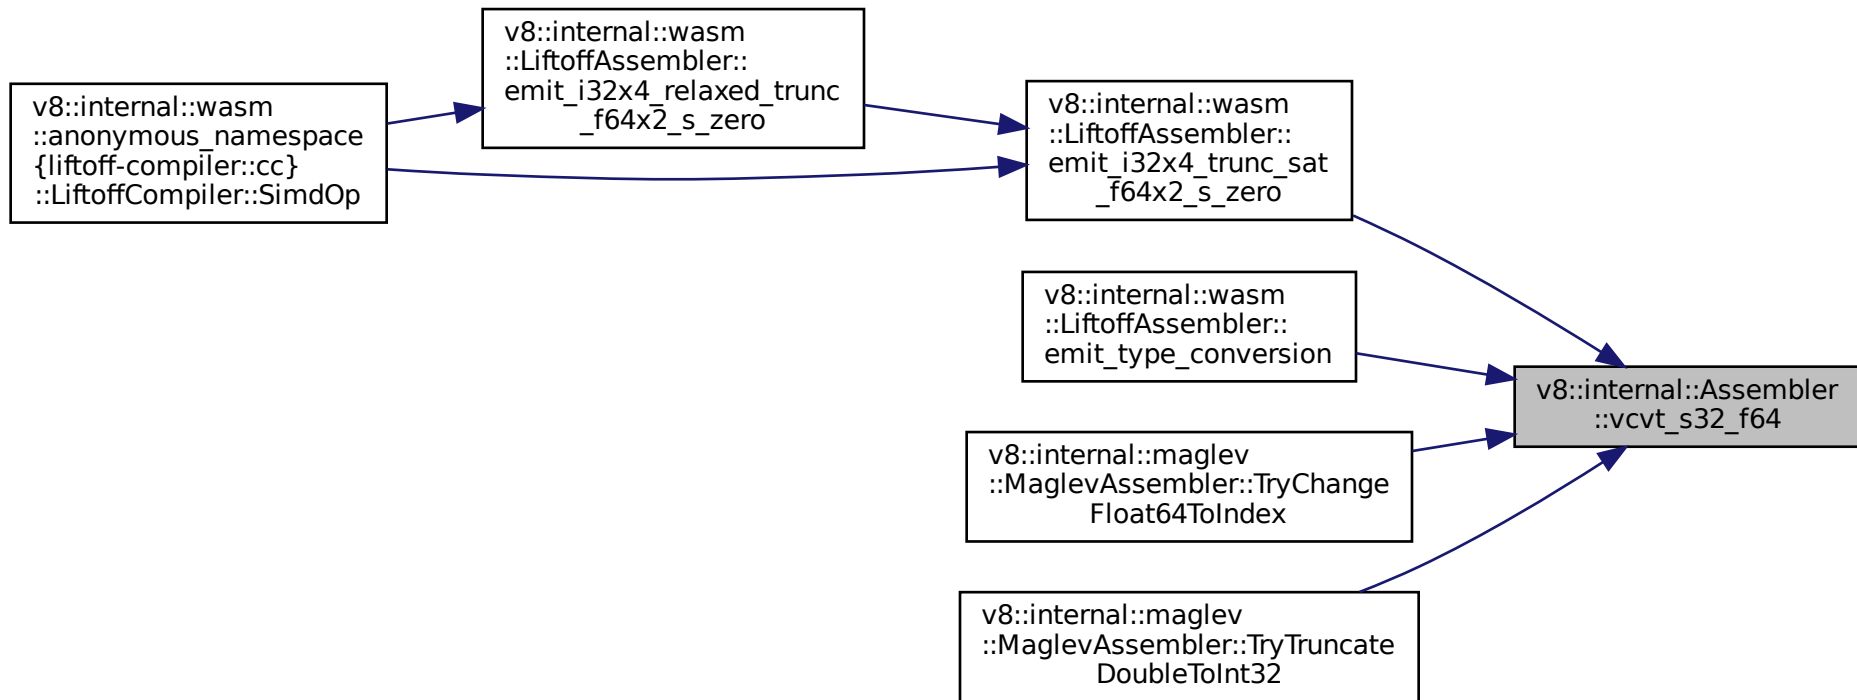 v8::internal::wasm
::anonymous_namespace
{liftoff-compiler::cc}
::LiftoffCompiler::SimdOp
v8::internal::wasm
::LiftoffAssembler::
emit_i32x4_relaxed_trunc
_f64x2_s_zero
v8::internal::wasm
::LiftoffAssembler::
emit_i32x4_trunc_sat
_f64x2_s_zero
v8::internal::wasm
::LiftoffAssembler::
emit_type_conversion
v8::internal::maglev
::MaglevAssembler::TryChange
Float64ToIndex
v8::internal::maglev
::MaglevAssembler::TryTruncate
DoubleToInt32
v8::internal::Assembler
::vcvt_s32_f64